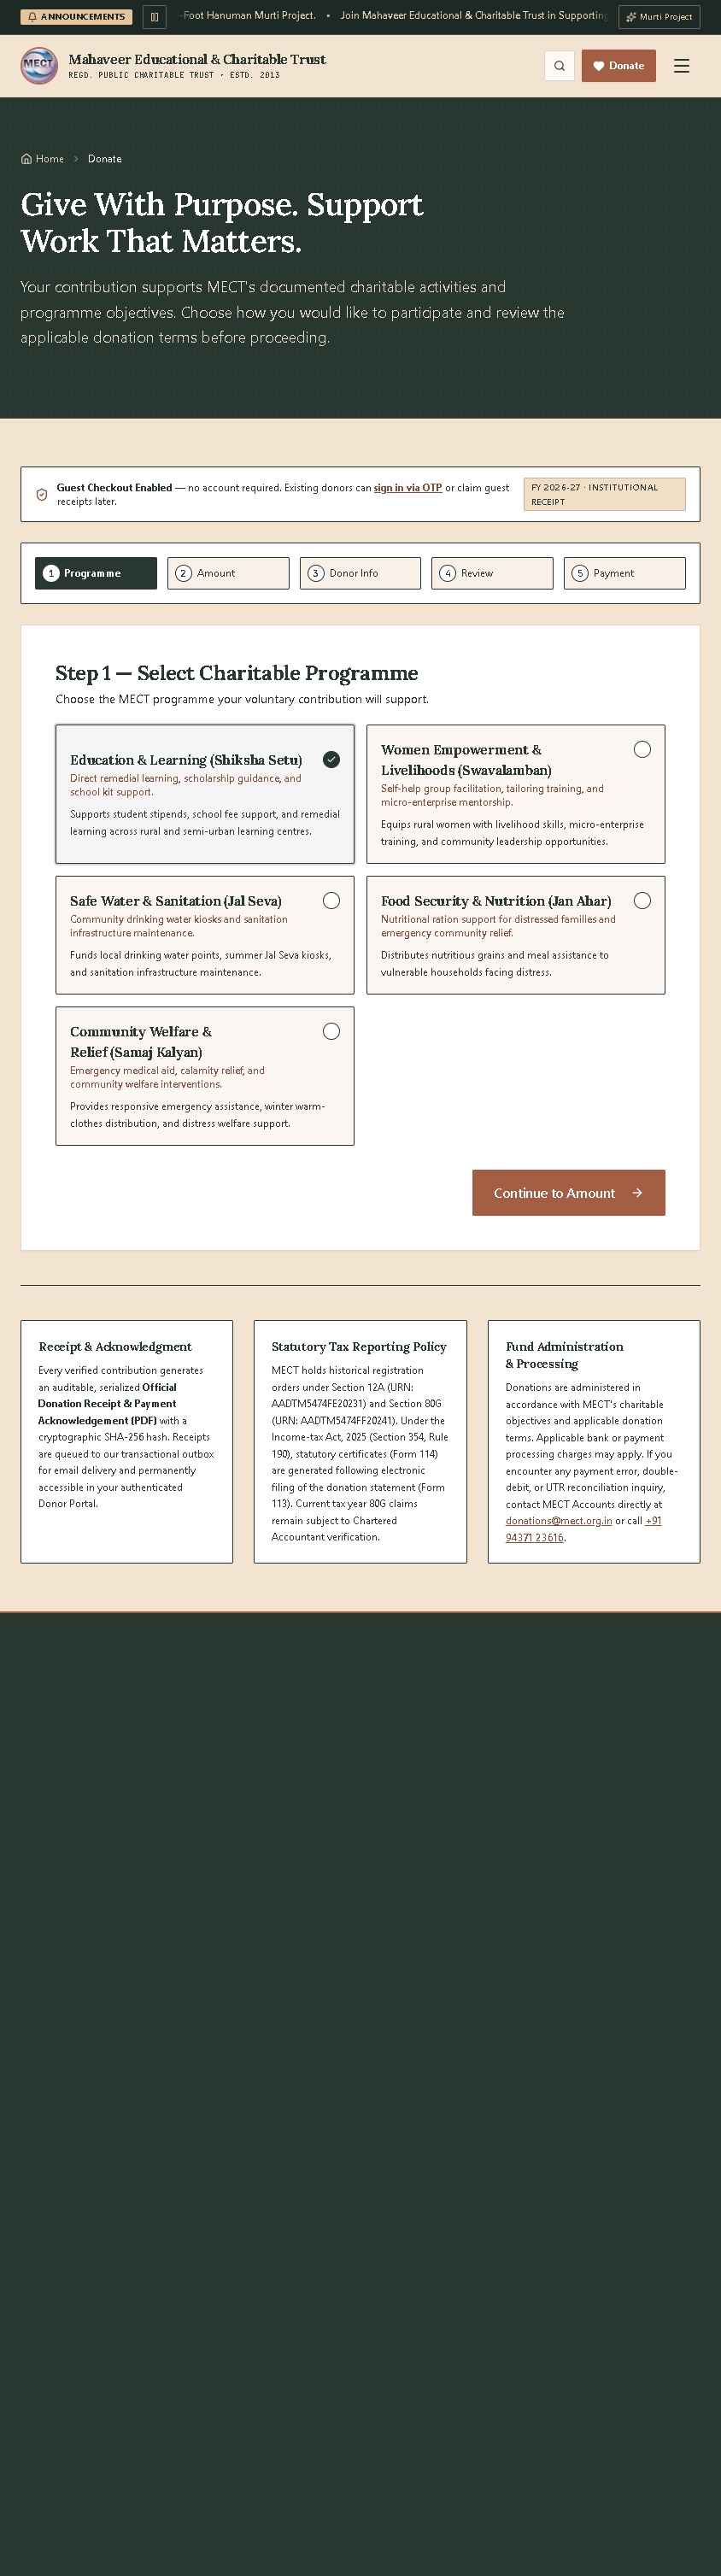 ANNOUNCEMENTS
-Foot Hanuman Murti Project. • Join Mahaveer Educational & Charitable Trust in Supporting
Murti Project
Mahaveer Educational & Charitable Trust
REGD. PUBLIC CHARITABLE TRUST · ESTD. 2013
MECT
Donate
Home > Donate
Give With Purpose. Support
Work That Matters.
Your contribution supports MECT's documented charitable activities and
programme objectives. Choose how you would like to participate and review the
applicable donation terms before proceeding.
Guest Checkout Enabled — no account required. Existing donors can sign in via OTP or claim guest
receipts later.
FY 2026-27 · INSTITUTIONAL
RECEIPT
1 Programme
2 Amount
3 Donor Info
4 Review
5 Payment
Step 1 — Select Charitable Programme
Choose the MECT programme your voluntary contribution will support.
Education & Learning (Shiksha Setu)
Direct remedial learning, scholarship guidance, and
school kit support.
Supports student stipends, school fee support, and remedial
learning across rural and semi-urban learning centres.
Women Empowerment &
Livelihoods (Swavalamban)
Self-help group facilitation, tailoring training, and
micro-enterprise mentorship.
Equips rural women with livelihood skills, micro-enterprise
training, and community leadership opportunities.
Safe Water & Sanitation (Jal Seva)
Community drinking water kiosks and sanitation
infrastructure maintenance.
Funds local drinking water points, summer Jal Seva kiosks,
and sanitation infrastructure maintenance.
Food Security & Nutrition (Jan Ahar)
Nutritional ration support for distressed families and
emergency community relief.
Distributes nutritious grains and meal assistance to
vulnerable households facing distress.
Community Welfare &
Relief (Samaj Kalyan)
Emergency medical aid, calamity relief, and
community welfare interventions.
Provides responsive emergency assistance, winter warm-
clothes distribution, and distress welfare support.
Continue to Amount
Receipt & Acknowledgment
Every verified contribution generates
an auditable, serialized Official
Donation Receipt & Payment
Acknowledgement (PDF) with a
cryptographic SHA-256 hash. Receipts
are queued to our transactional outbox
for email delivery and permanently
accessible in your authenticated
Donor Portal.
Statutory Tax Reporting Policy
MECT holds historical registration
orders under Section 12A (URN:
AADTM5474FE20231) and Section 80G
(URN: AADTM5474FF20241). Under the
Income-tax Act, 2025 (Section 354, Rule
190), statutory certificates (Form 114)
are generated following electronic
filing of the donation statement (Form
113). Current tax year 80G claims
remain subject to Chartered
Accountant verification.
Fund Administration
& Processing
Donations are administered in
accordance with MECT's charitable
objectives and applicable donation
terms. Applicable bank or payment
processing charges may apply. If you
encounter any payment error, double-
debit, or UTR reconciliation inquiry,
contact MECT Accounts directly at
donations@mect.org.in or call +91
94371 23616.